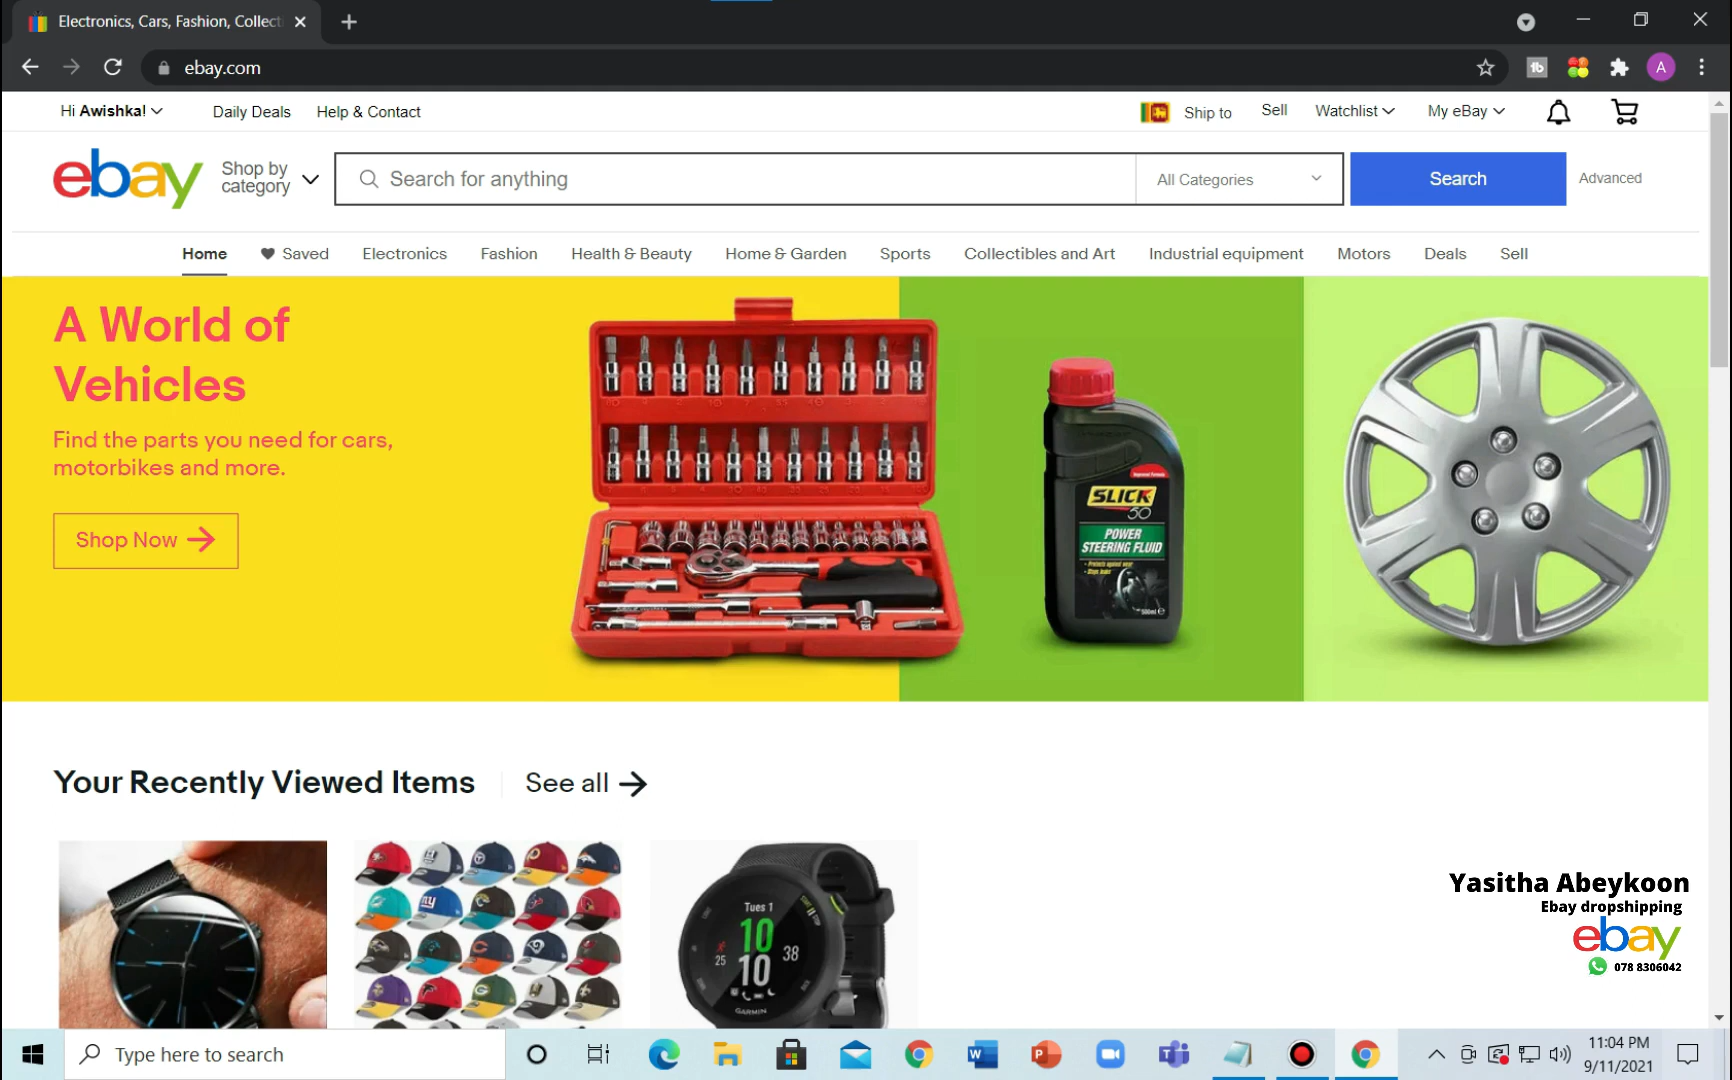 Electronics, Cars, Fashion, Collect
ebay.com
A
Hi Awishka!
Daily Deals
Help & Contact
Ship to
Sell
Watchlist
My eBay
ebay
Shop by
category
Search for anything
All Categories
Search
Advanced
Home
Saved
Electronics
Fashion
Health & Beauty
Home & Garden
Sports
Collectibles and Art
Industrial equipment
Motors
Deals
Sell
A World of
Vehicles
Find the parts you need for cars,
motorbikes and more.
Shop Now
SLICK
50
POWER
STEERING FLUID
500ml e
Your Recently Viewed Items
See all
Tues 1
10
10
25
38
GARMIN
Yasitha Abeykoon
Ebay dropshipping
ebay
078 8306042
Type here to search
11:04 PM
9/11/2021